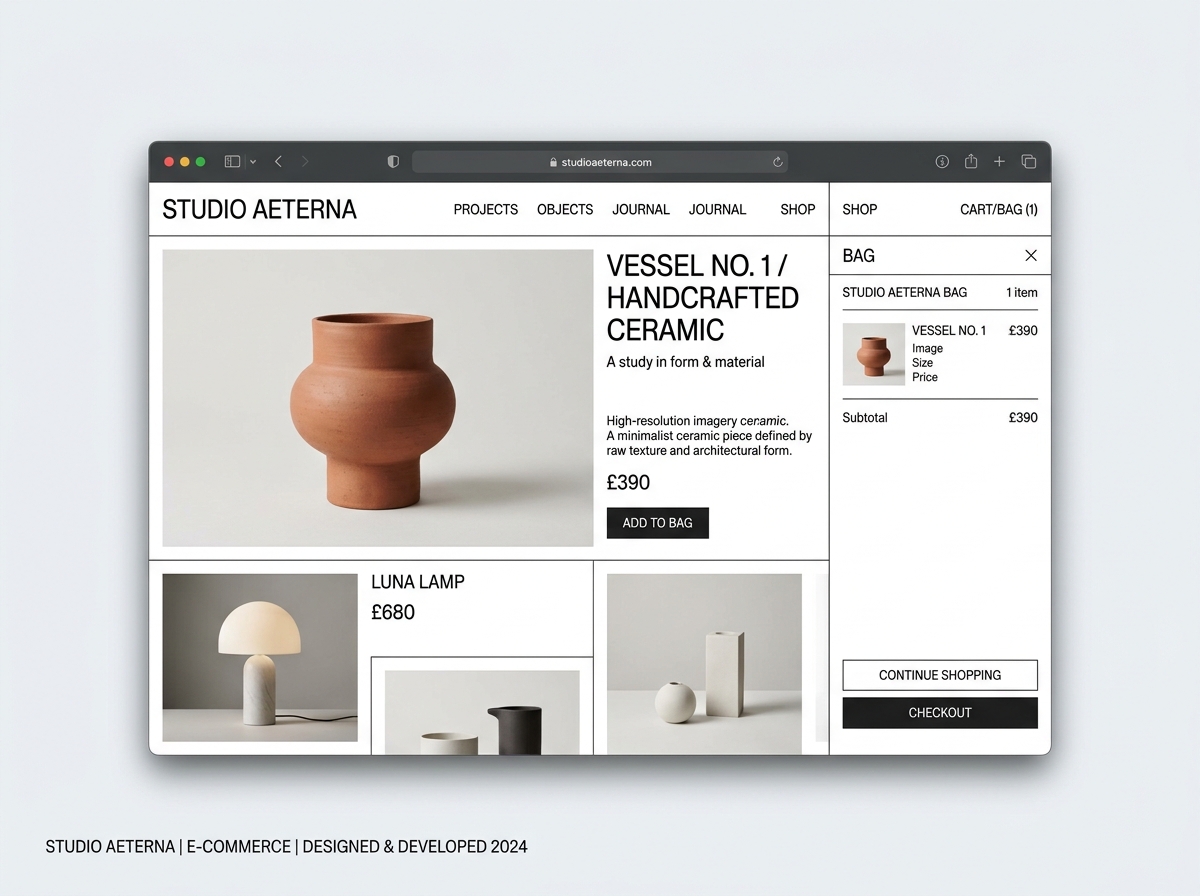 studioaeterna.com
STUDIO AETERNA
PROJECTS OBJECTS JOURNAL JOURNAL SHOP
SHOP CART/BAG (1)
VESSEL NO. 1 /
HANDCRAFTED
CERAMIC
A study in form & material
High-resolution imagery ceramic.
A minimalist ceramic piece defined by
raw texture and architectural form.
£390
ADD TO BAG
BAG
STUDIO AETERNA BAG 1 item
VESSEL NO. 1 £390
Image
Size
Price
Subtotal £390
CONTINUE SHOPPING
CHECKOUT
LUNA LAMP
£680
STUDIO AETERNA | E-COMMERCE | DESIGNED & DEVELOPED 2024